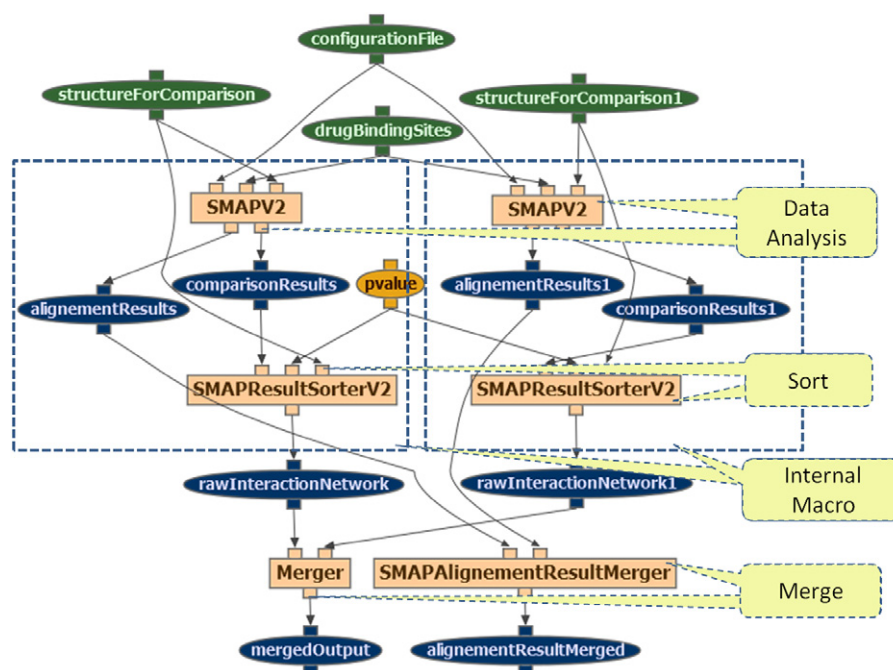 configurationFile
structureForComparison
structureForComparison1
drugBindingSites
SMAPV2
SMAPV2
Data
Analysis
comparisonResults
pvalue
alignementResults1
alignementResults
comparisonResults1
SMAPResultSorterV2
SMAPResultSorterV2
Sort
rawInteractionNetwork
rawInteractionNetwork1
Internal
Macro
Merger
SMAPAlignementResultMerger
Merge
mergedOutput
alignementResultMerged